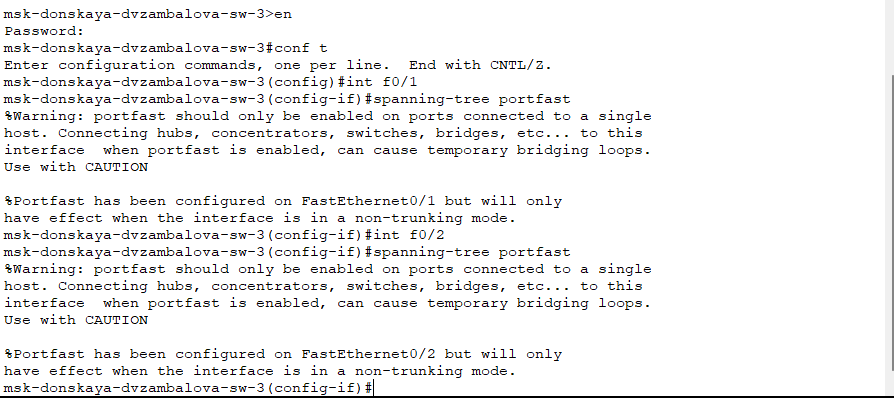 msk-donskaya-dvzambalova-sw-3>en
Password:
msk-donskaya-dvzambalova-sw-3#conf t
Enter configuration commands, one per line.  End with CNTL/Z.
msk-donskaya-dvzambalova-sw-3(config)#int f0/1
msk-donskaya-dvzambalova-sw-3(config-if)#spanning-tree portfast
%Warning: portfast should only be enabled on ports connected to a single
host. Connecting hubs, concentrators, switches, bridges, etc... to this
interface  when portfast is enabled, can cause temporary bridging loops.
Use with CAUTION

%Portfast has been configured on FastEthernet0/1 but will only
have effect when the interface is in a non-trunking mode.
msk-donskaya-dvzambalova-sw-3(config-if)#int f0/2
msk-donskaya-dvzambalova-sw-3(config-if)#spanning-tree portfast
%Warning: portfast should only be enabled on ports connected to a single
host. Connecting hubs, concentrators, switches, bridges, etc... to this
interface  when portfast is enabled, can cause temporary bridging loops.
Use with CAUTION

%Portfast has been configured on FastEthernet0/2 but will only
have effect when the interface is in a non-trunking mode.
msk-donskaya-dvzambalova-sw-3(config-if)#